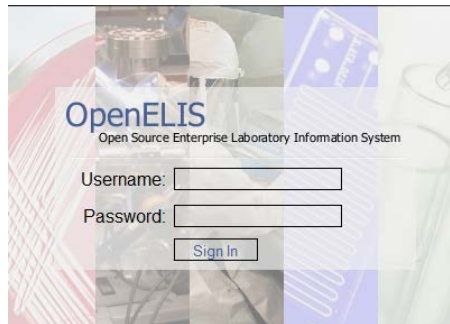 OpenELIS
Open Source Enterprise Laboratory Information System
Username:
Password:
Sign In